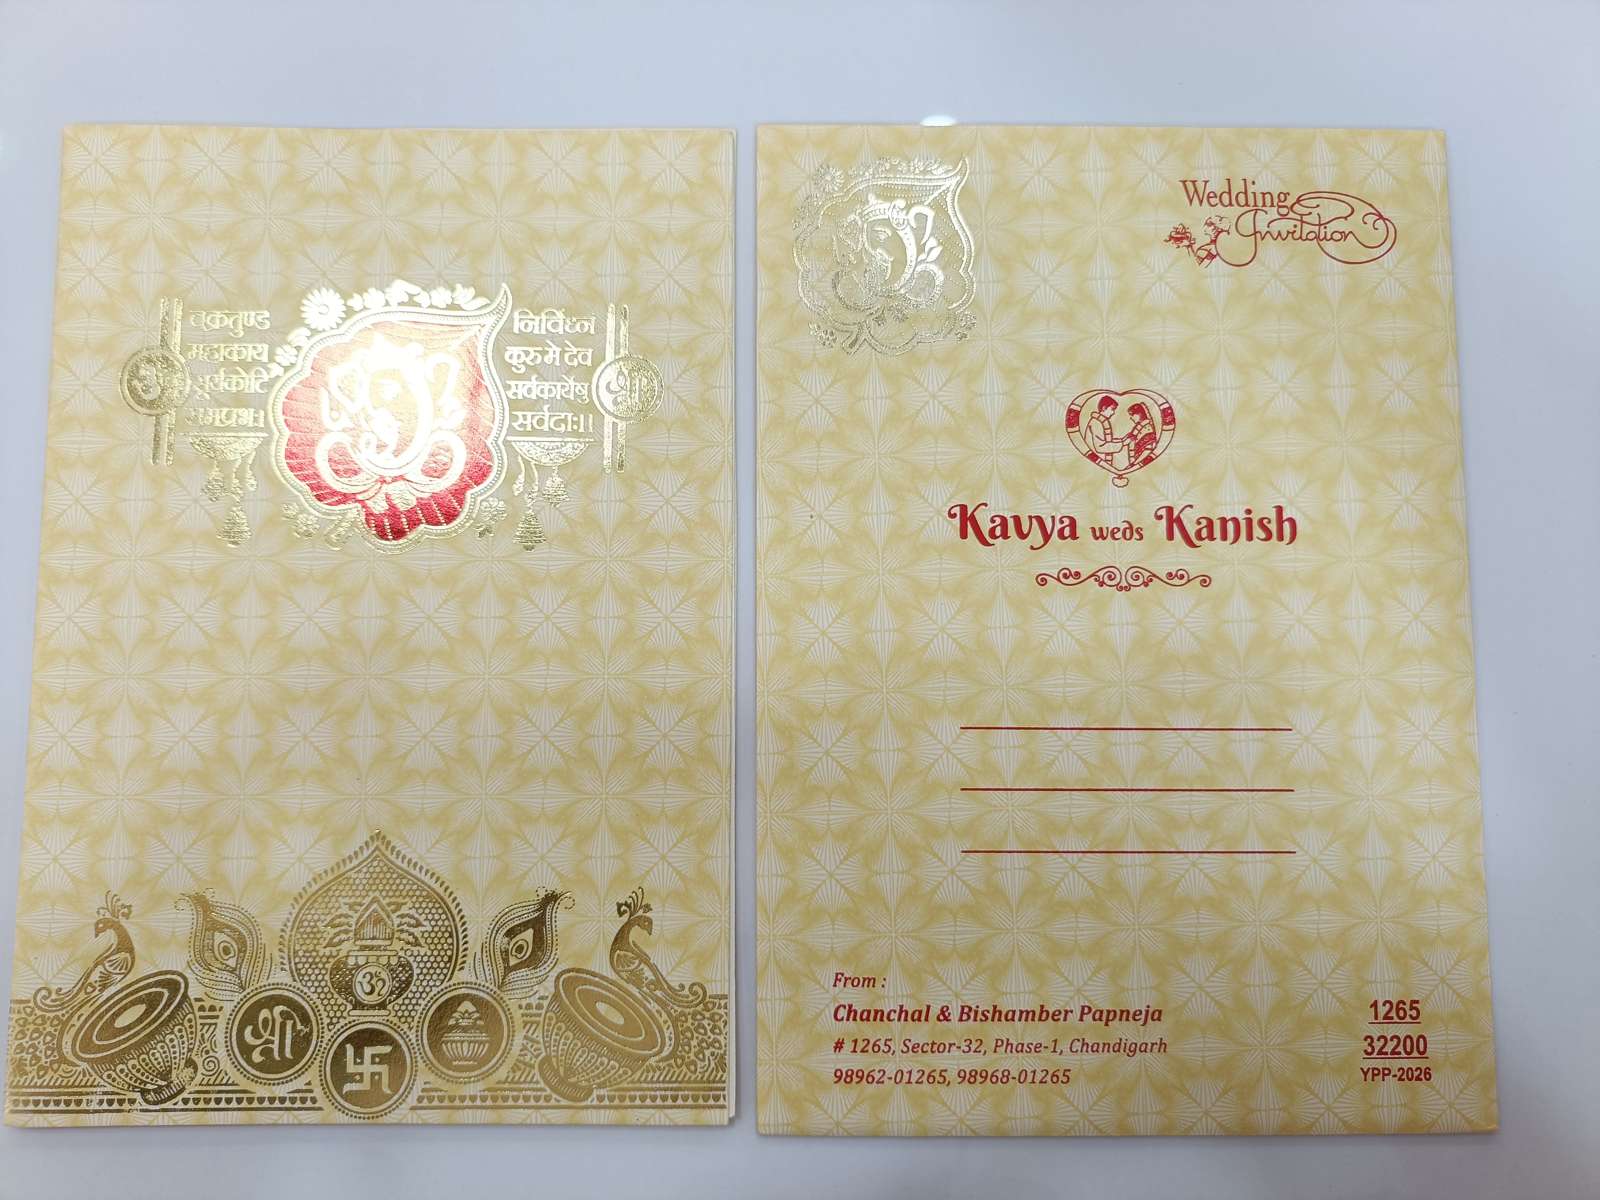 वक्रतुण्ड
महाकाय
सूर्यकोटि
समप्रभ।
निर्विध्नं
कुरु मे देव
सर्वकार्येषु
सर्वदाः।।
ॐ
श्री
ॐ
श्री
Wedding
Invitation
Kavya weds Kanish
From :
Chanchal & Bishamber Papneja
# 1265, Sector-32, Phase-1, Chandigarh
98962-01265, 98968-01265
1265
32200
YPP-2026